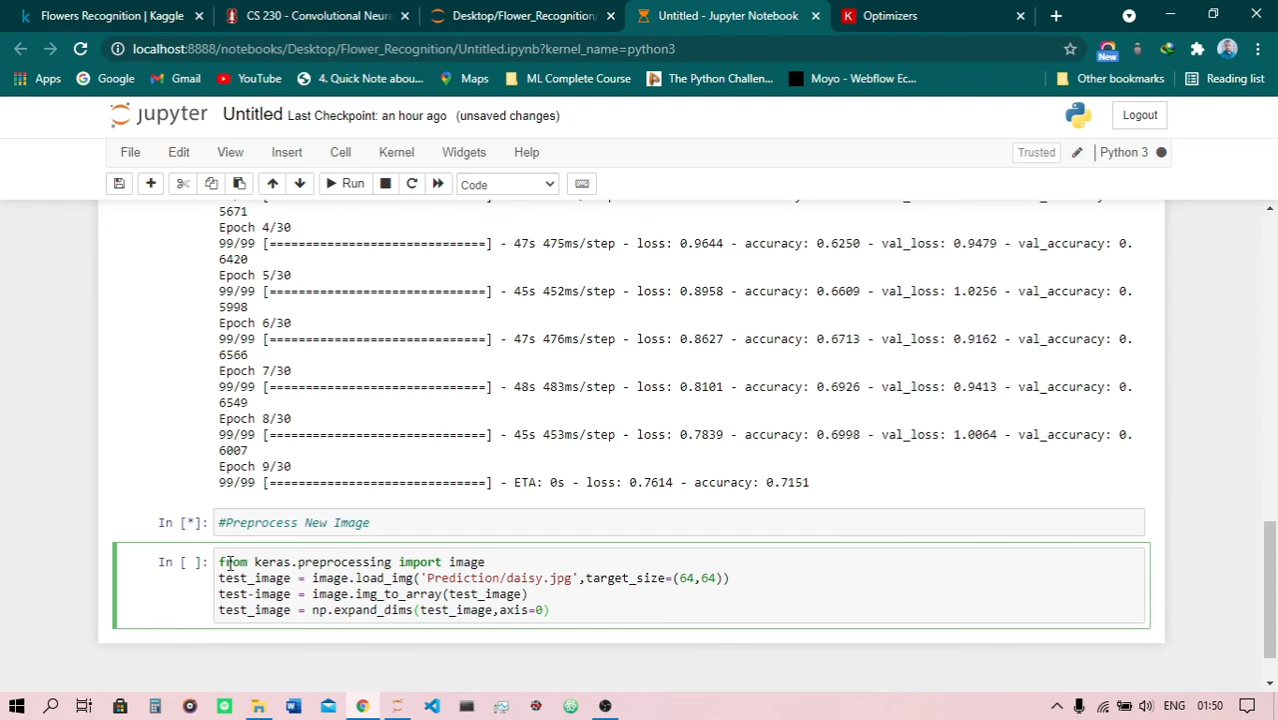 Flowers Recognition | Kaggle
CS 230 - Convolutional Neura
Desktop/Flower_Recognition/
Untitled - Jupyter Notebook
Optimizers
localhost:8888/notebooks/Desktop/Flower_Recognition/Untitled.ipynb?kernel_name=python3
New
Apps Google Gmail YouTube 4. Quick Note abou... Maps ML Complete Course The Python Challen... Moyo - Webflow Ec... Other bookmarks Reading list
jupyter Untitled Last Checkpoint: an hour ago (unsaved changes) Logout
File Edit View Insert Cell Kernel Widgets Help Trusted Python 3
Run Code
5671
Epoch 4/30
99/99 [==============================] - 47s 475ms/step - loss: 0.9644 - accuracy: 0.6250 - val_loss: 0.9479 - val_accuracy: 0.
6420
Epoch 5/30
99/99 [==============================] - 45s 452ms/step - loss: 0.8958 - accuracy: 0.6609 - val_loss: 1.0256 - val_accuracy: 0.
5998
Epoch 6/30
99/99 [==============================] - 47s 476ms/step - loss: 0.8627 - accuracy: 0.6713 - val_loss: 0.9162 - val_accuracy: 0.
6566
Epoch 7/30
99/99 [==============================] - 48s 483ms/step - loss: 0.8101 - accuracy: 0.6926 - val_loss: 0.9413 - val_accuracy: 0.
6549
Epoch 8/30
99/99 [==============================] - 45s 453ms/step - loss: 0.7839 - accuracy: 0.6998 - val_loss: 1.0064 - val_accuracy: 0.
6007
Epoch 9/30
99/99 [==============================] - ETA: 0s - loss: 0.7614 - accuracy: 0.7151
In [*]: #Preprocess New Image
In [ ]: from keras.preprocessing import image
test_image = image.load_img('Prediction/daisy.jpg',target_size=(64,64))
test-image = image.img_to_array(test_image)
test_image = np.expand_dims(test_image,axis=0)
ENG 01:50